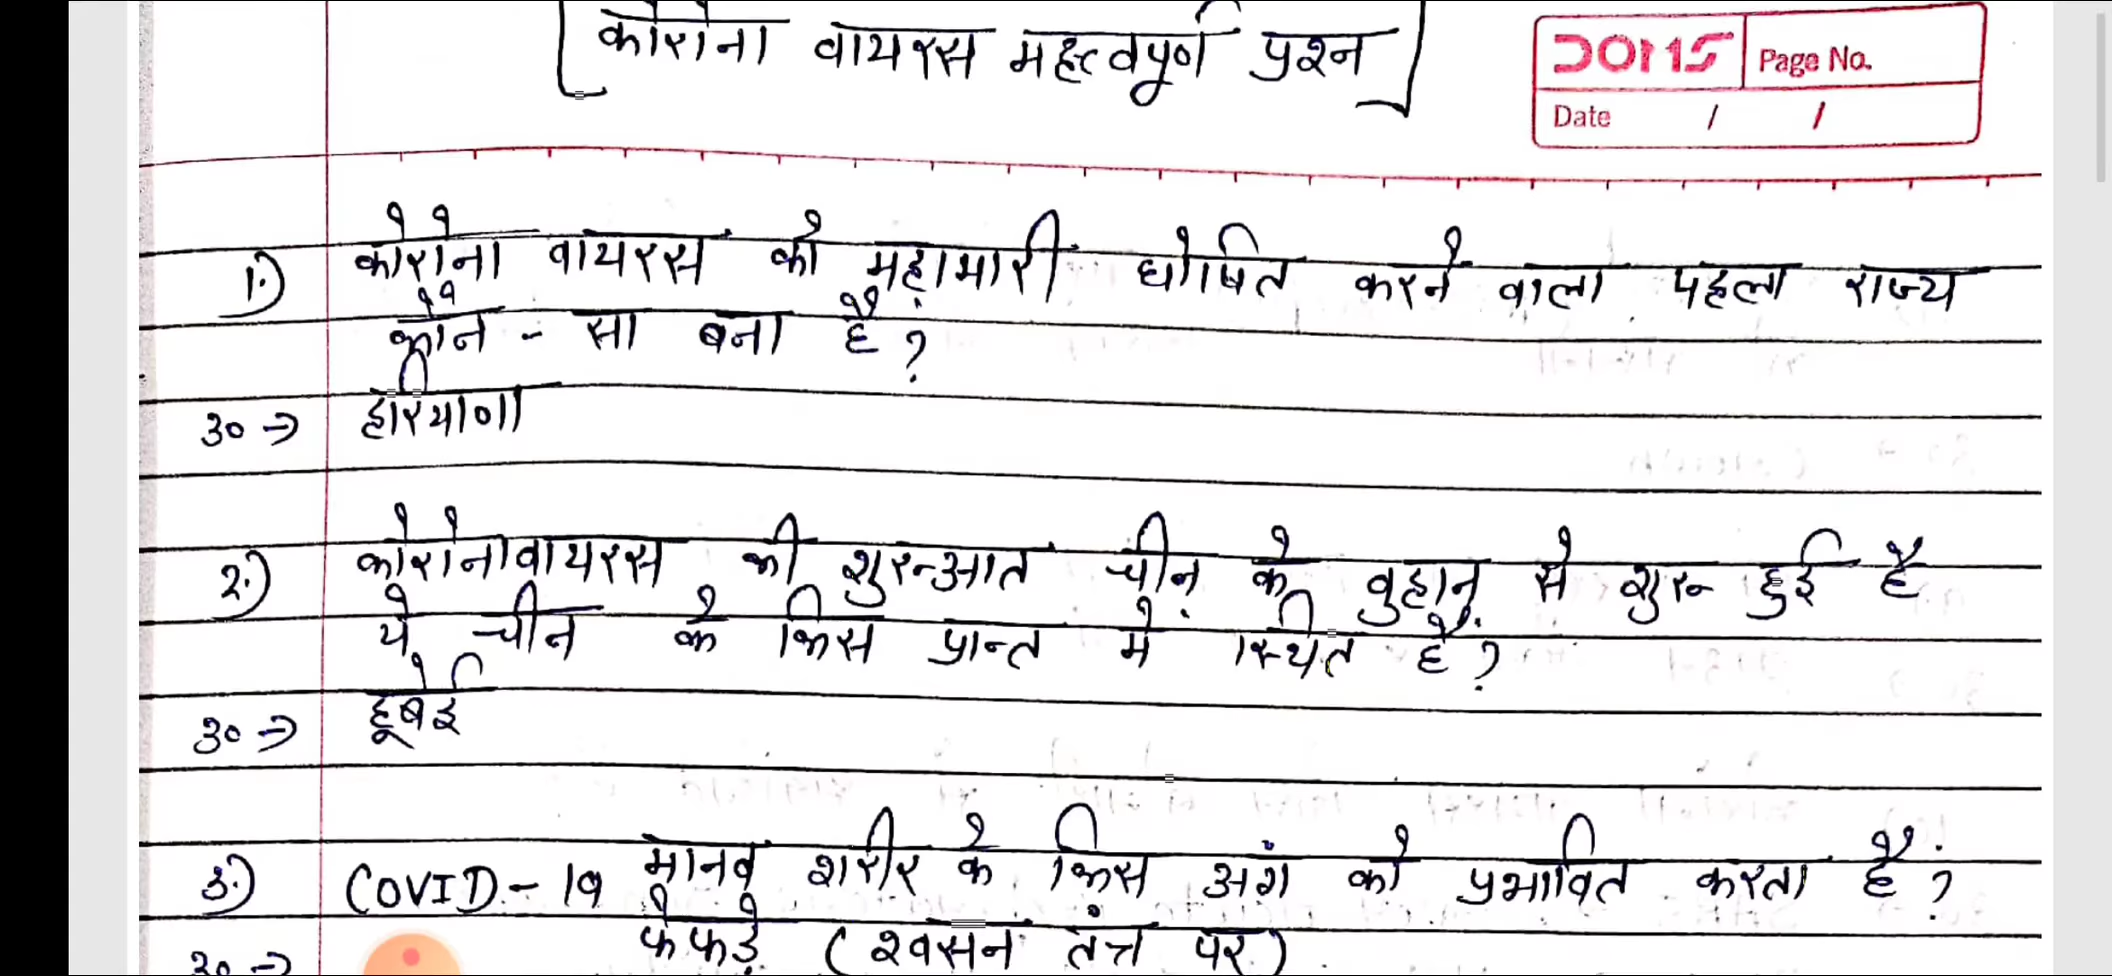 [कोरोना वायरस महत्वपूर्ण प्रश्न]
DOMS Page No.
Date / /
1.) कोरोना वायरस को महामारी घोषित करने वाला पहला राज्य
कौन - सा बना है ?
उ० → हरियाणा
2.) कोरोनावायरस की शुरूआत चीन के वुहान से शुरू हुई है
ये चीन के किस प्रान्त में स्थित है ?
उ० → हूबेई
3.) COVID - 19 मानव शरीर के किस अंग को प्रभावित करता है ?
उ० → फेफड़े (श्वसन तंत्र पर)